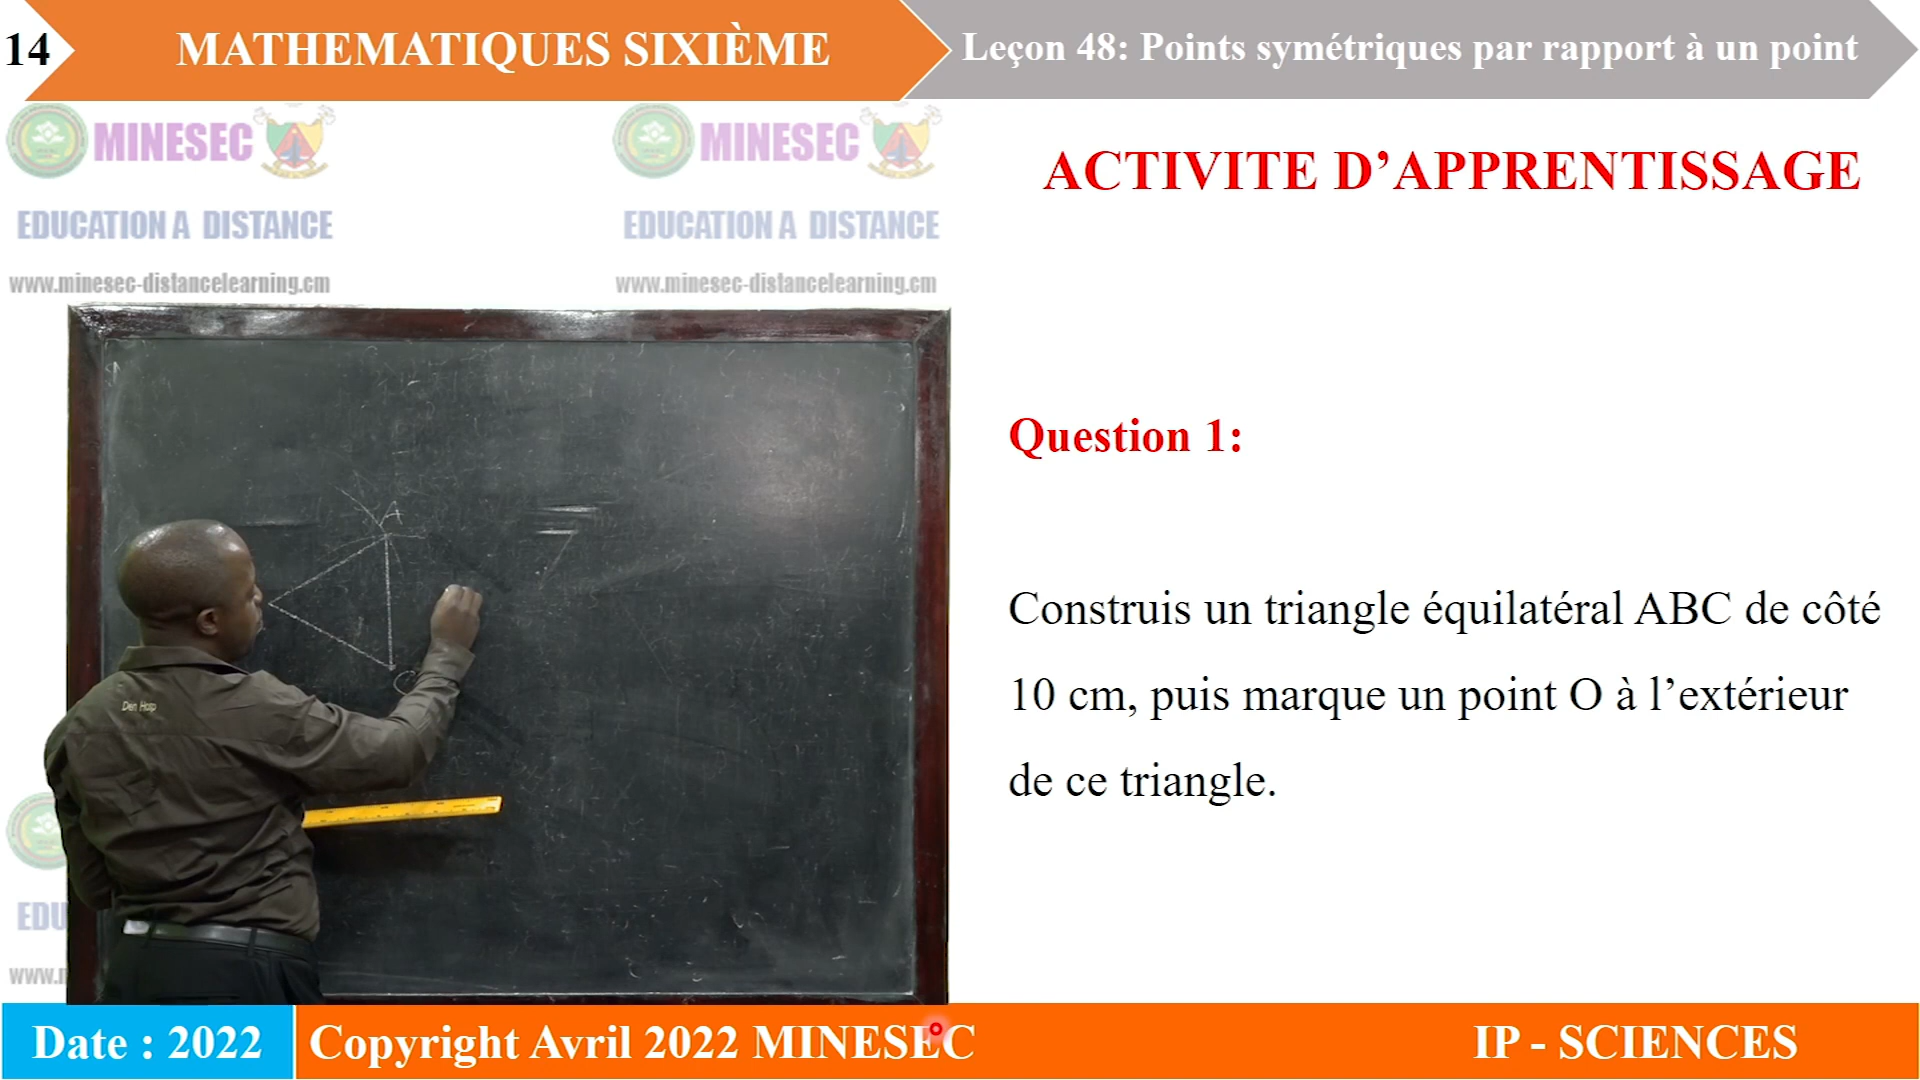 14
MATHEMATIQUES SIXIÈME
Leçon 48: Points symétriques par rapport à un point
MINESEC
EDUCATION A DISTANCE
www.minesec-distancelearning.cm
MINESEC
EDUCATION A DISTANCE
www.minesec-distancelearning.cm
ACTIVITE D’APPRENTISSAGE
Question 1:
Construis un triangle équilatéral ABC de côté
10 cm, puis marque un point O à l’extérieur
de ce triangle.
A
C
EDU
www.
Date : 2022
Copyright Avril 2022 MINESEC
IP - SCIENCES